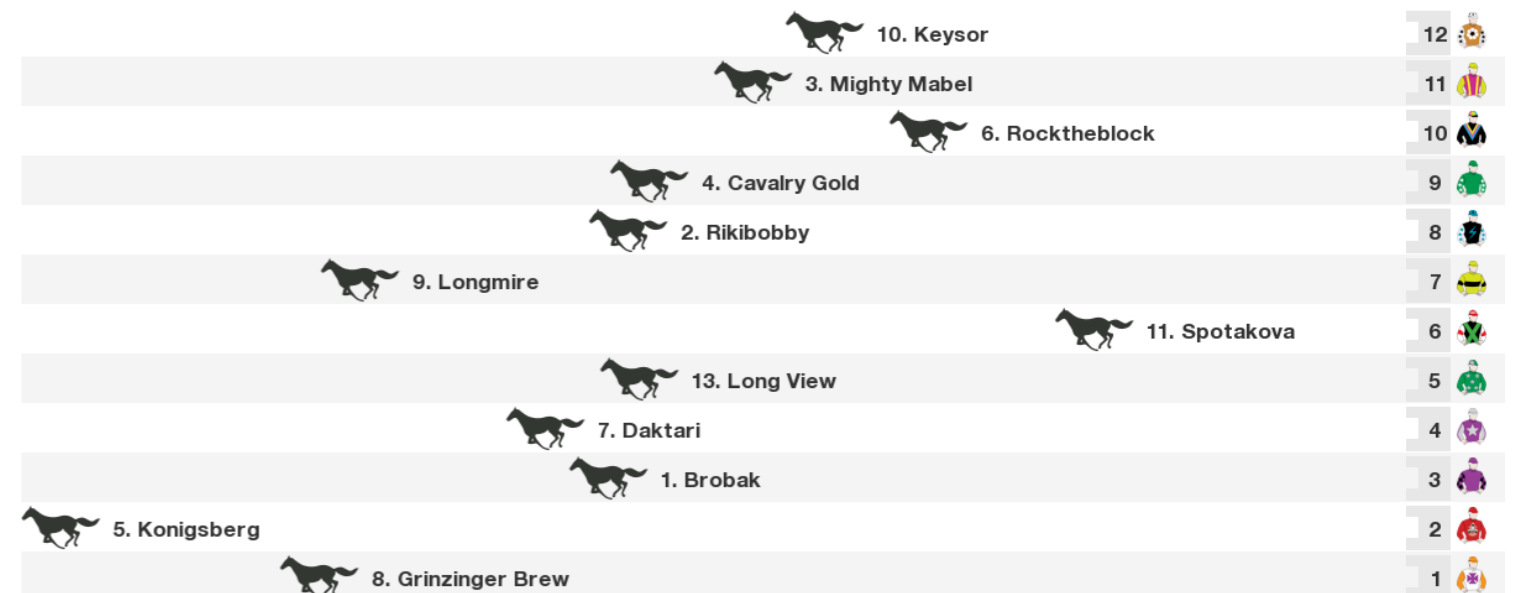 10. Keysor 12
3. Mighty Mabel 11
6. Rocktheblock 10
4. Cavalry Gold 9
2. Rikibobby 8
9. Longmire 7
11. Spotakova 6
13. Long View 5
7. Daktari 4
1. Brobak 3
5. Konigsberg 2
8. Grinzinger Brew 1